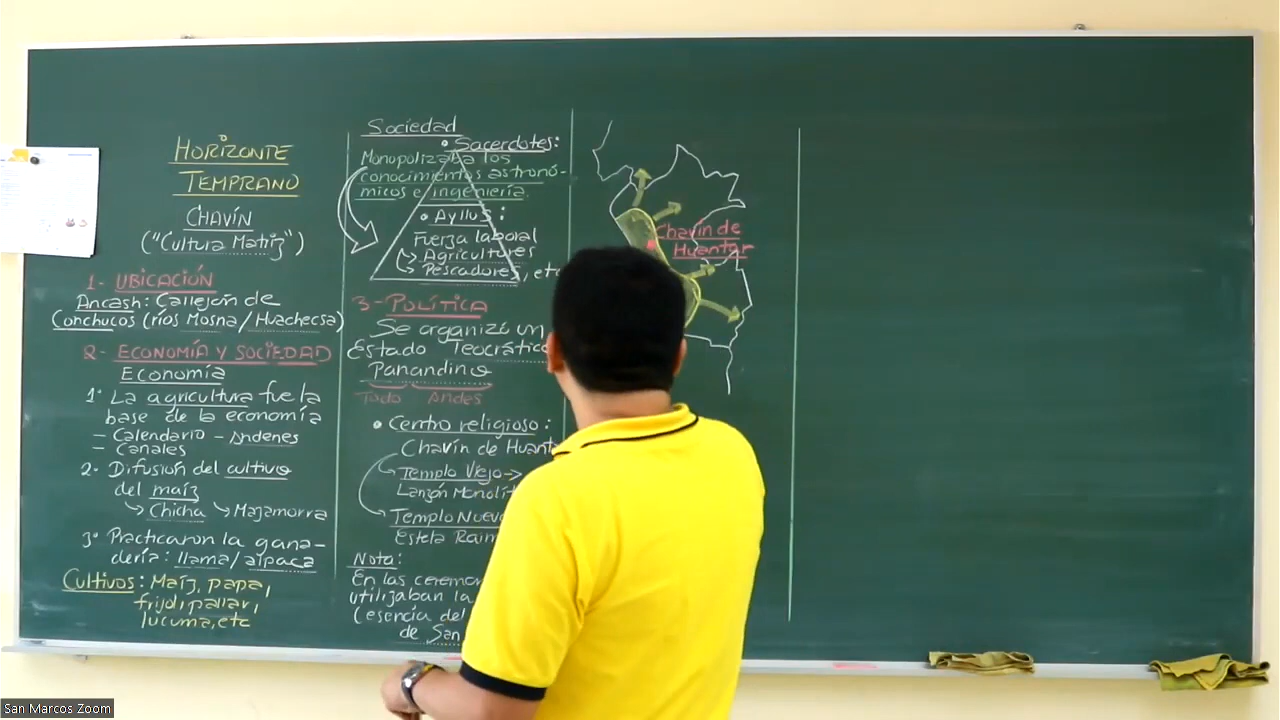 HORIZONTE
TEMPRANO
CHAVÍN
("Cultura Matriz")
1- UBICACIÓN
Ancash: Callejón de
Conchucos (ríos Mosna/Huachecsa)
2- ECONOMÍA Y SOCIEDAD
Economía
1° La agricultura fue la
base de la economía
- Calendario - Andenes
- Canales
2- Difusión del cultivo
del maíz
↳ Chicha ↳ Mazamorra
3° Practicaron la gana-
dería: llama/alpaca
Cultivos: Maíz, papa,
frijol, pallar,
lúcuma, etc
Sociedad
• Sacerdotes:
Monopolizaba los
conocimientos astronó-
micos e ingeniería.
• Ayllus:
Fuerza laboral
↳ Agricultores
↳ Pescadores, etc
3- POLÍTICA
Se organizó un
Estado Teocrático
Panandino
Todo Andes
• Centro religioso:
Chavín de Huanta
Templo Viejo →
Lanzón Monolít
Templo Nuevo
Estela Raim
Nota:
En las ceremon
utilizaban la
(esencia del
de San
Chavín de
Huantar
San Marcos Zoom